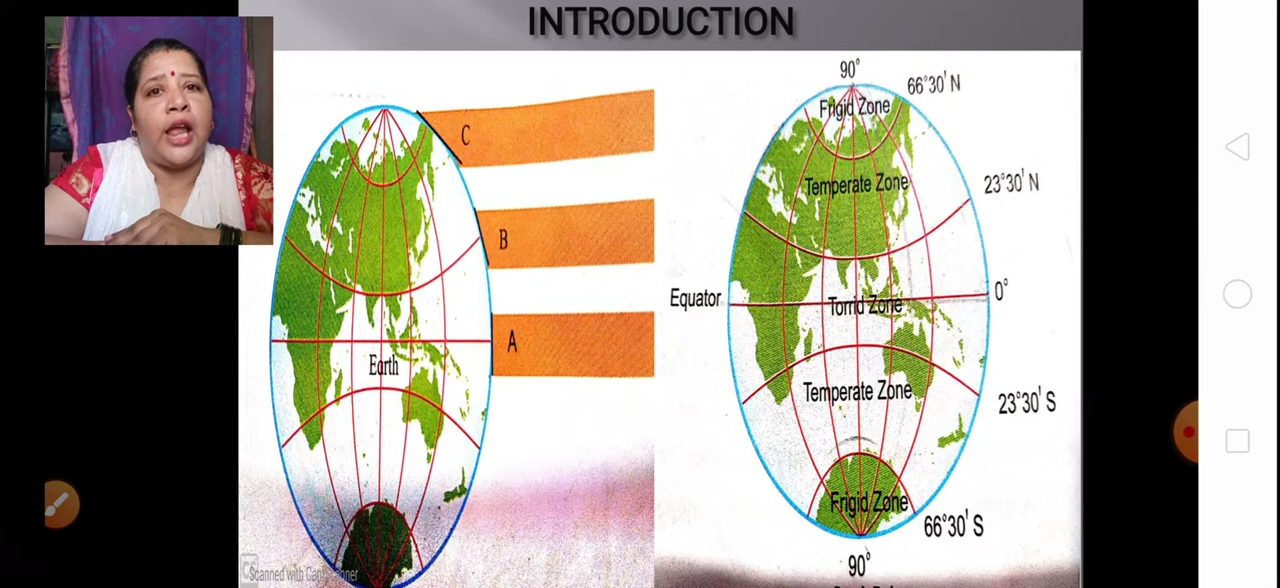 INTRODUCTION
C
B
A
Earth
Scanned with
90°
66°30' N
Frigid Zone
Temperate Zone
23°30' N
Equator
Torrid Zone
0°
Temperate Zone
23°30' S
Frigid Zone
66°30' S
90°